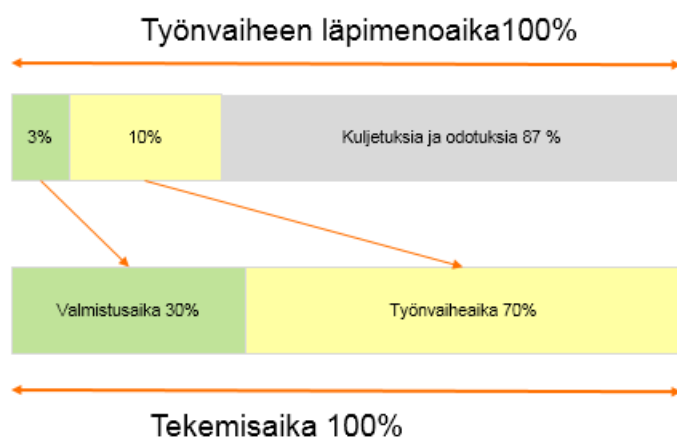 Työnvaiheen läpimenoaika100%
3%
10%
Kuljetuksia ja odotuksia 87 %
Valmistusaika 30%
Työnvaiheaika 70%
Tekemisaika 100%